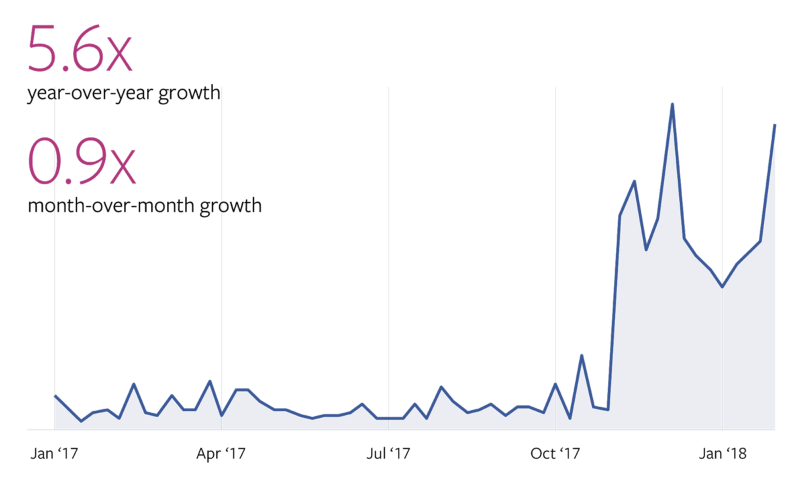 5.6x
year-over-year growth
0.9x
month-over-month growth
Jan ‘17
Apr ‘17
Jul ‘17
Oct ‘17
Jan ‘18